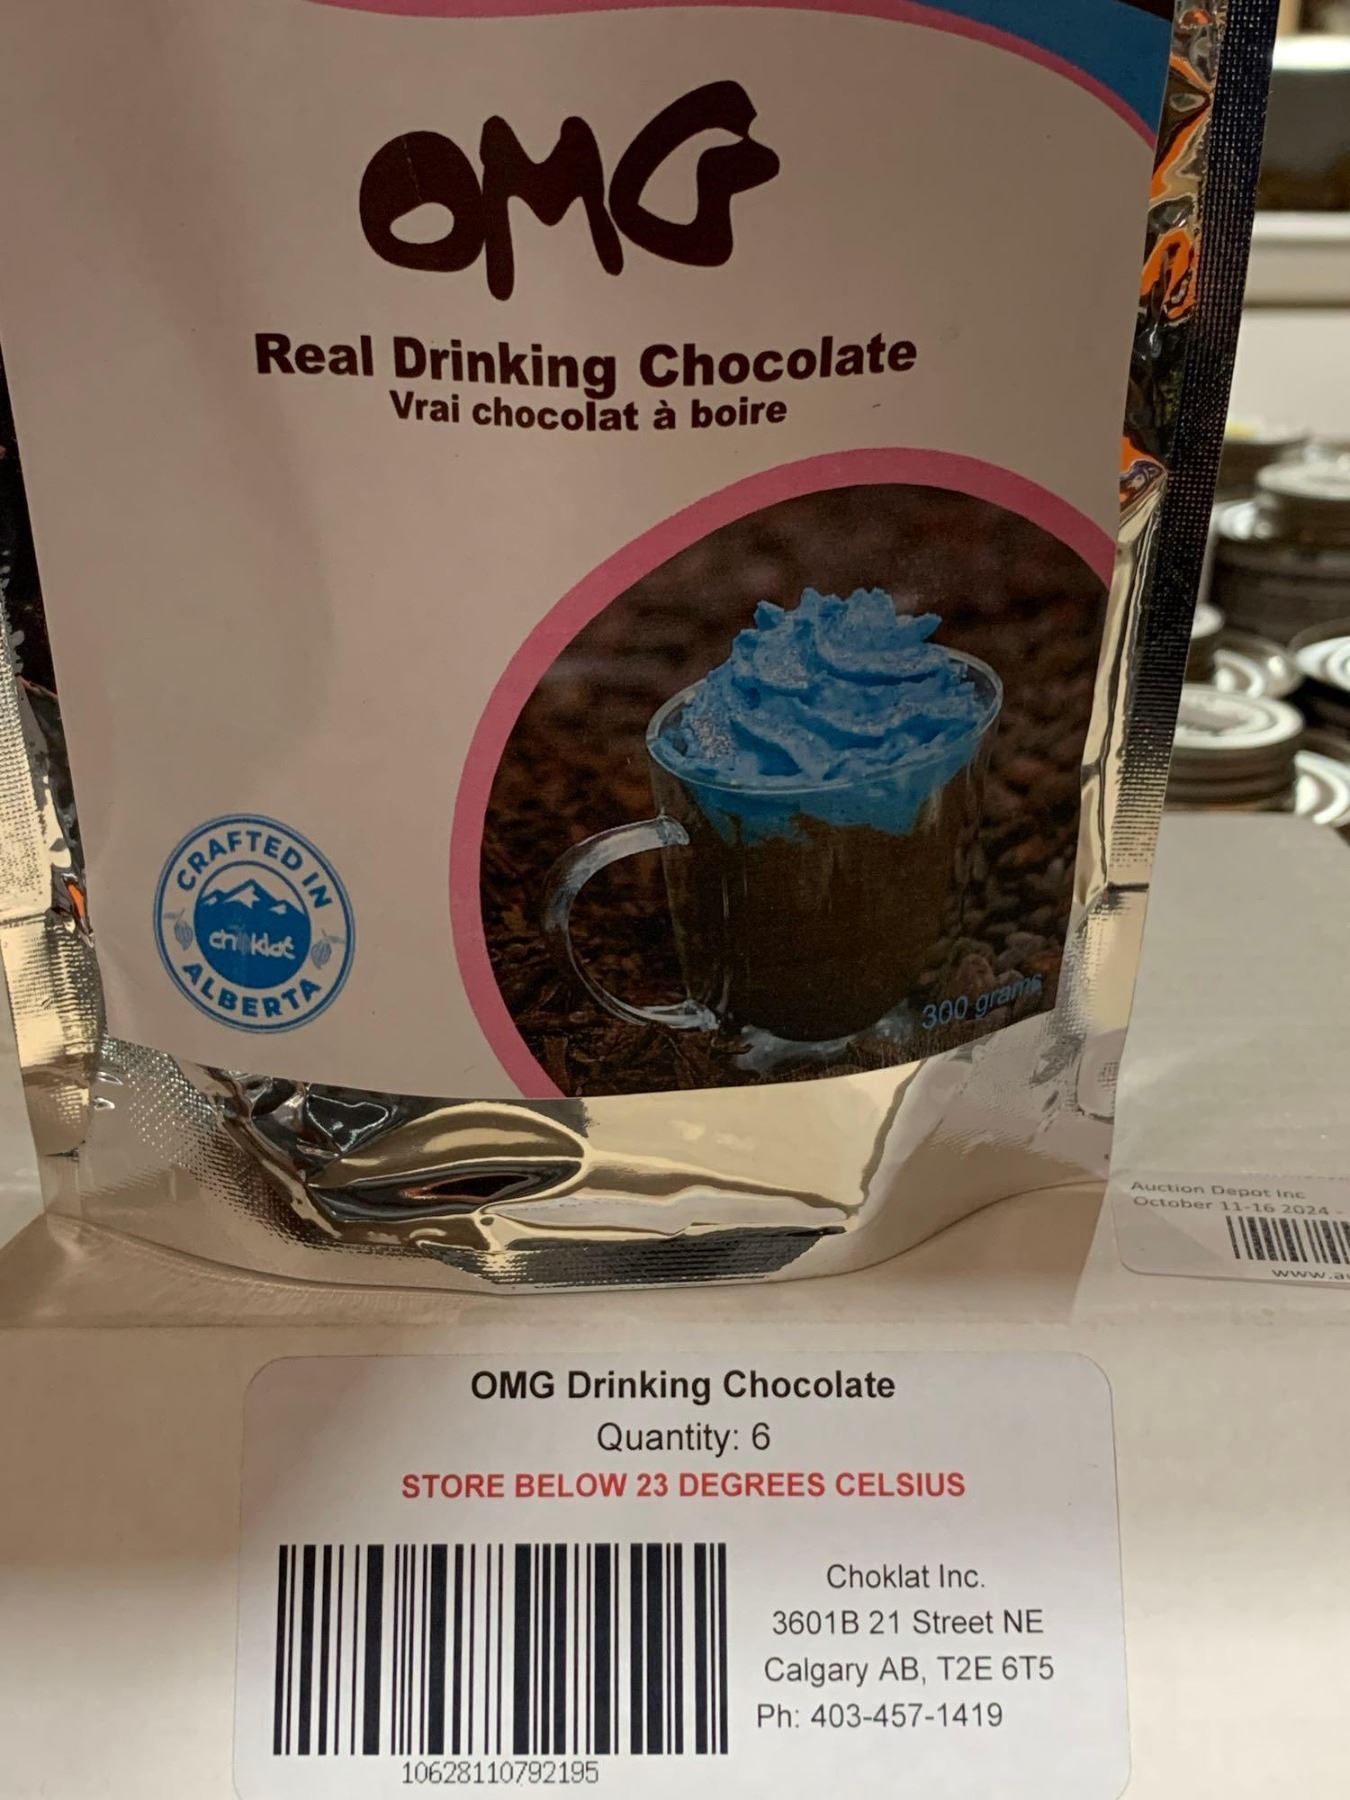 OMG
Real Drinking Chocolate
Vrai chocolat à boire
CRAFTED IN
choklat
ALBERTA
300 grams
Auction Depot Inc
October 11-16 2024 -
OMG Drinking Chocolate
Quantity: 6
STORE BELOW 23 DEGREES CELSIUS
Choklat Inc.
3601B 21 Street NE
Calgary AB, T2E 6T5
Ph: 403-457-1419
10628110792195